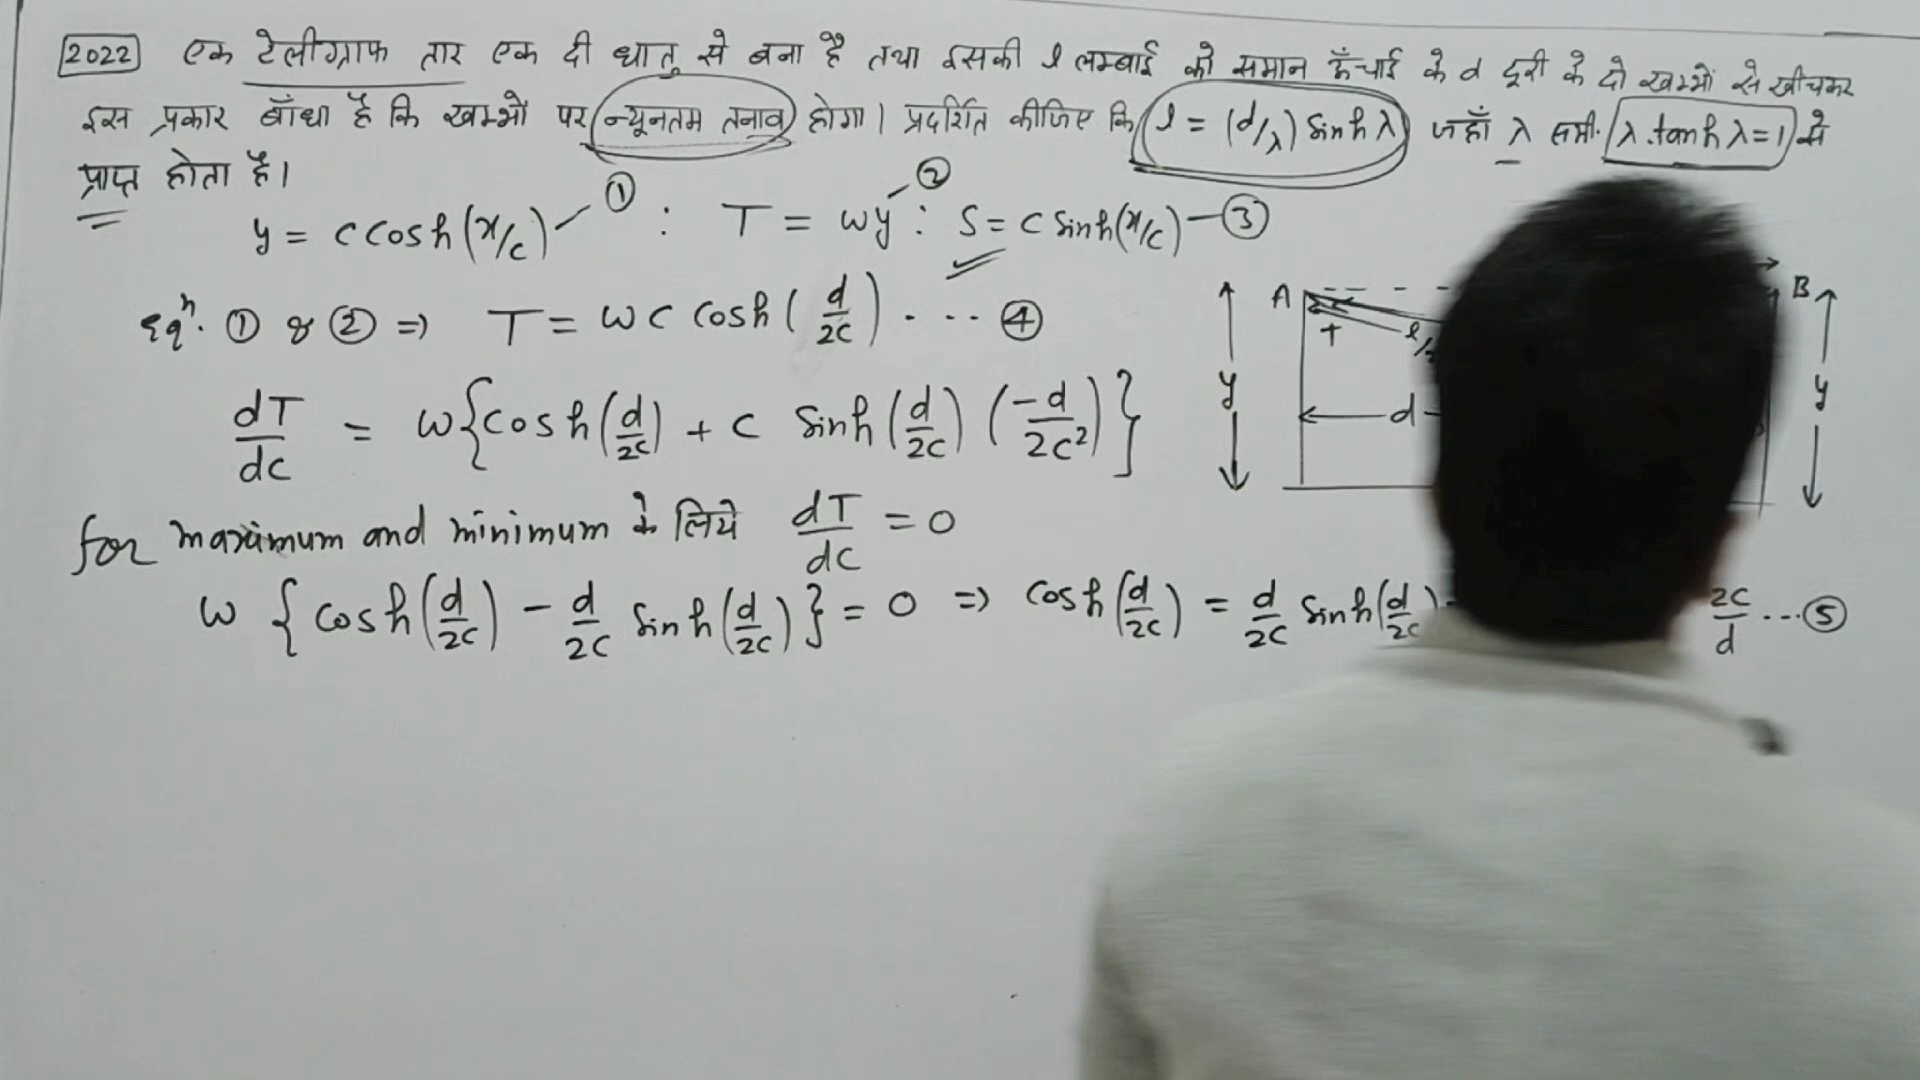 2022 एक टेलीग्राफ तार एक दी धातु से बना है तथा इसकी l लम्बाई को समान ऊँचाई के d दूरी के दो खम्भों से खींचकर
इस प्रकार बाँधा है कि खम्भों पर न्यूनतम तनाव होगा। प्रदर्शित कीजिए कि l = (d/λ) Sinh λ जहाँ λ समी. λ.tanh λ=1 से
प्राप्त होता है।
y = c Cosh(x/c) — ① : T = wy — ② : S = c Sinh(x/c) — ③
eqⁿ. ① & ② => T = wc Cosh(d/2c) . ... ④
A B
T l/2
y d y
dT/dc = w{Cosh(d/2c) + c Sinh(d/2c) (-d/2c²)}
for maximum and minimum के लिये dT/dc = 0
w {Cosh(d/2c) - d/2c Sinh(d/2c)} = 0 => Cosh(d/2c) = d/2c Sinh(d/2c 2c/d ...⑤